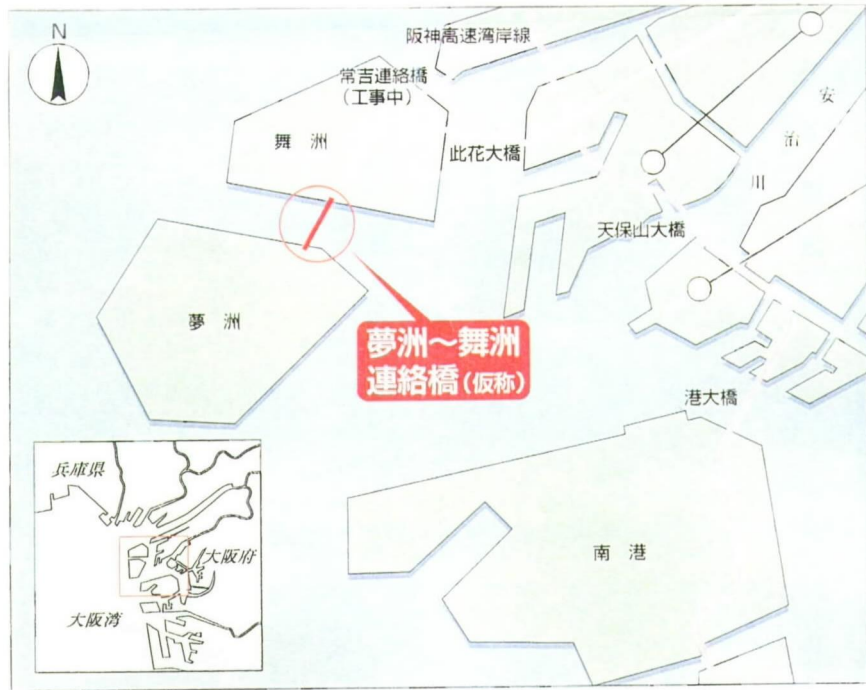 N
阪神高速湾岸線
常吉連絡橋
(工事中)
舞洲
此花大橋
安治川
天保山大橋
夢洲
夢洲～舞洲
連絡橋(仮称)
港大橋
南港
兵庫県
大阪府
大阪湾